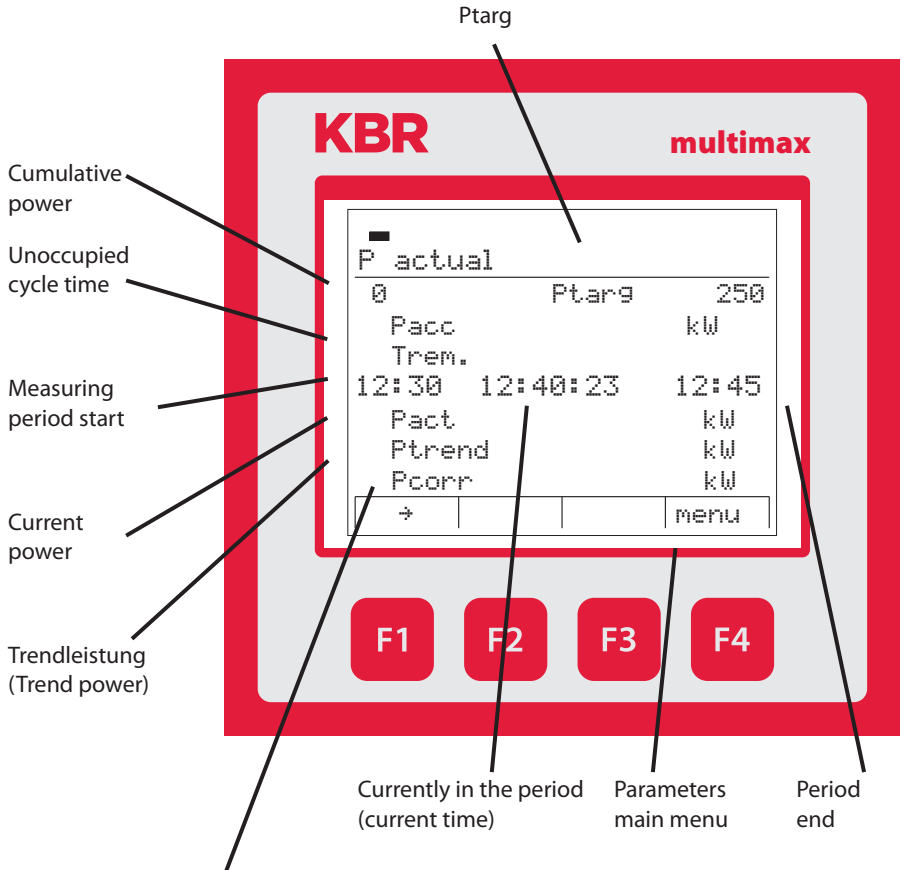 Ptarg
KBR
multimax
Cumulative
power
Unoccupied
cycle time
Measuring
period start
Current
power
Trendleistung
(Trend power)
P actual
0 Ptarg 250
Pacc kW
Trem.
12:30 12:40:23 12:45
Pact kW
Ptrend kW
Pcorr kW
→ menu
F1 F2 F3 F4
Currently in the period
(current time)
Parameters
main menu
Period
end